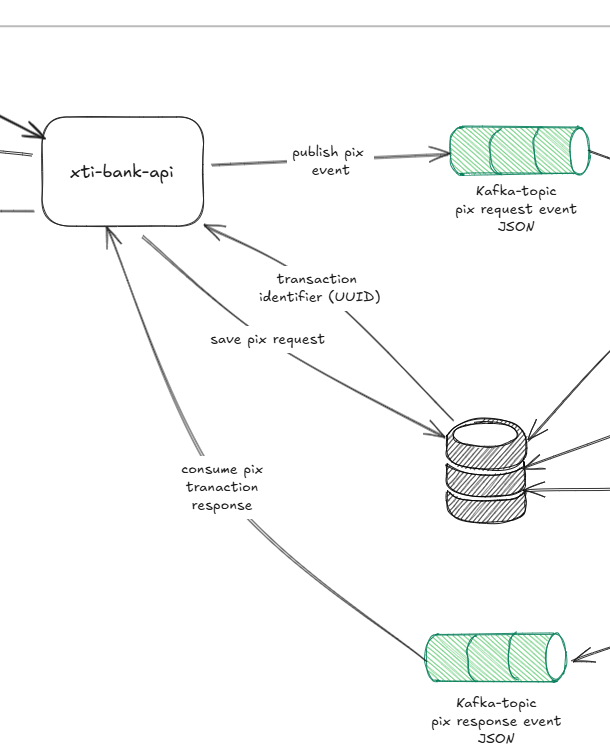 xti-bank-api
publish pix
event
Kafka-topic
pix request event
JSON
transaction
identifier (UUID)
save pix request
consume pix
tranaction
response
Kafka-topic
pix response event
JSON